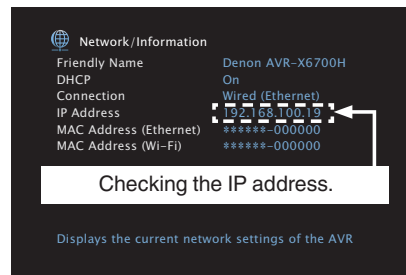 Network/Information
Friendly Name Denon AVR-X6700H
DHCP On
Connection Wired (Ethernet)
IP Address 192.168.100.19
MAC Address (Ethernet) ******-000000
MAC Address (Wi-Fi) ******-000000
Checking the IP address.
Displays the current network settings of the AVR